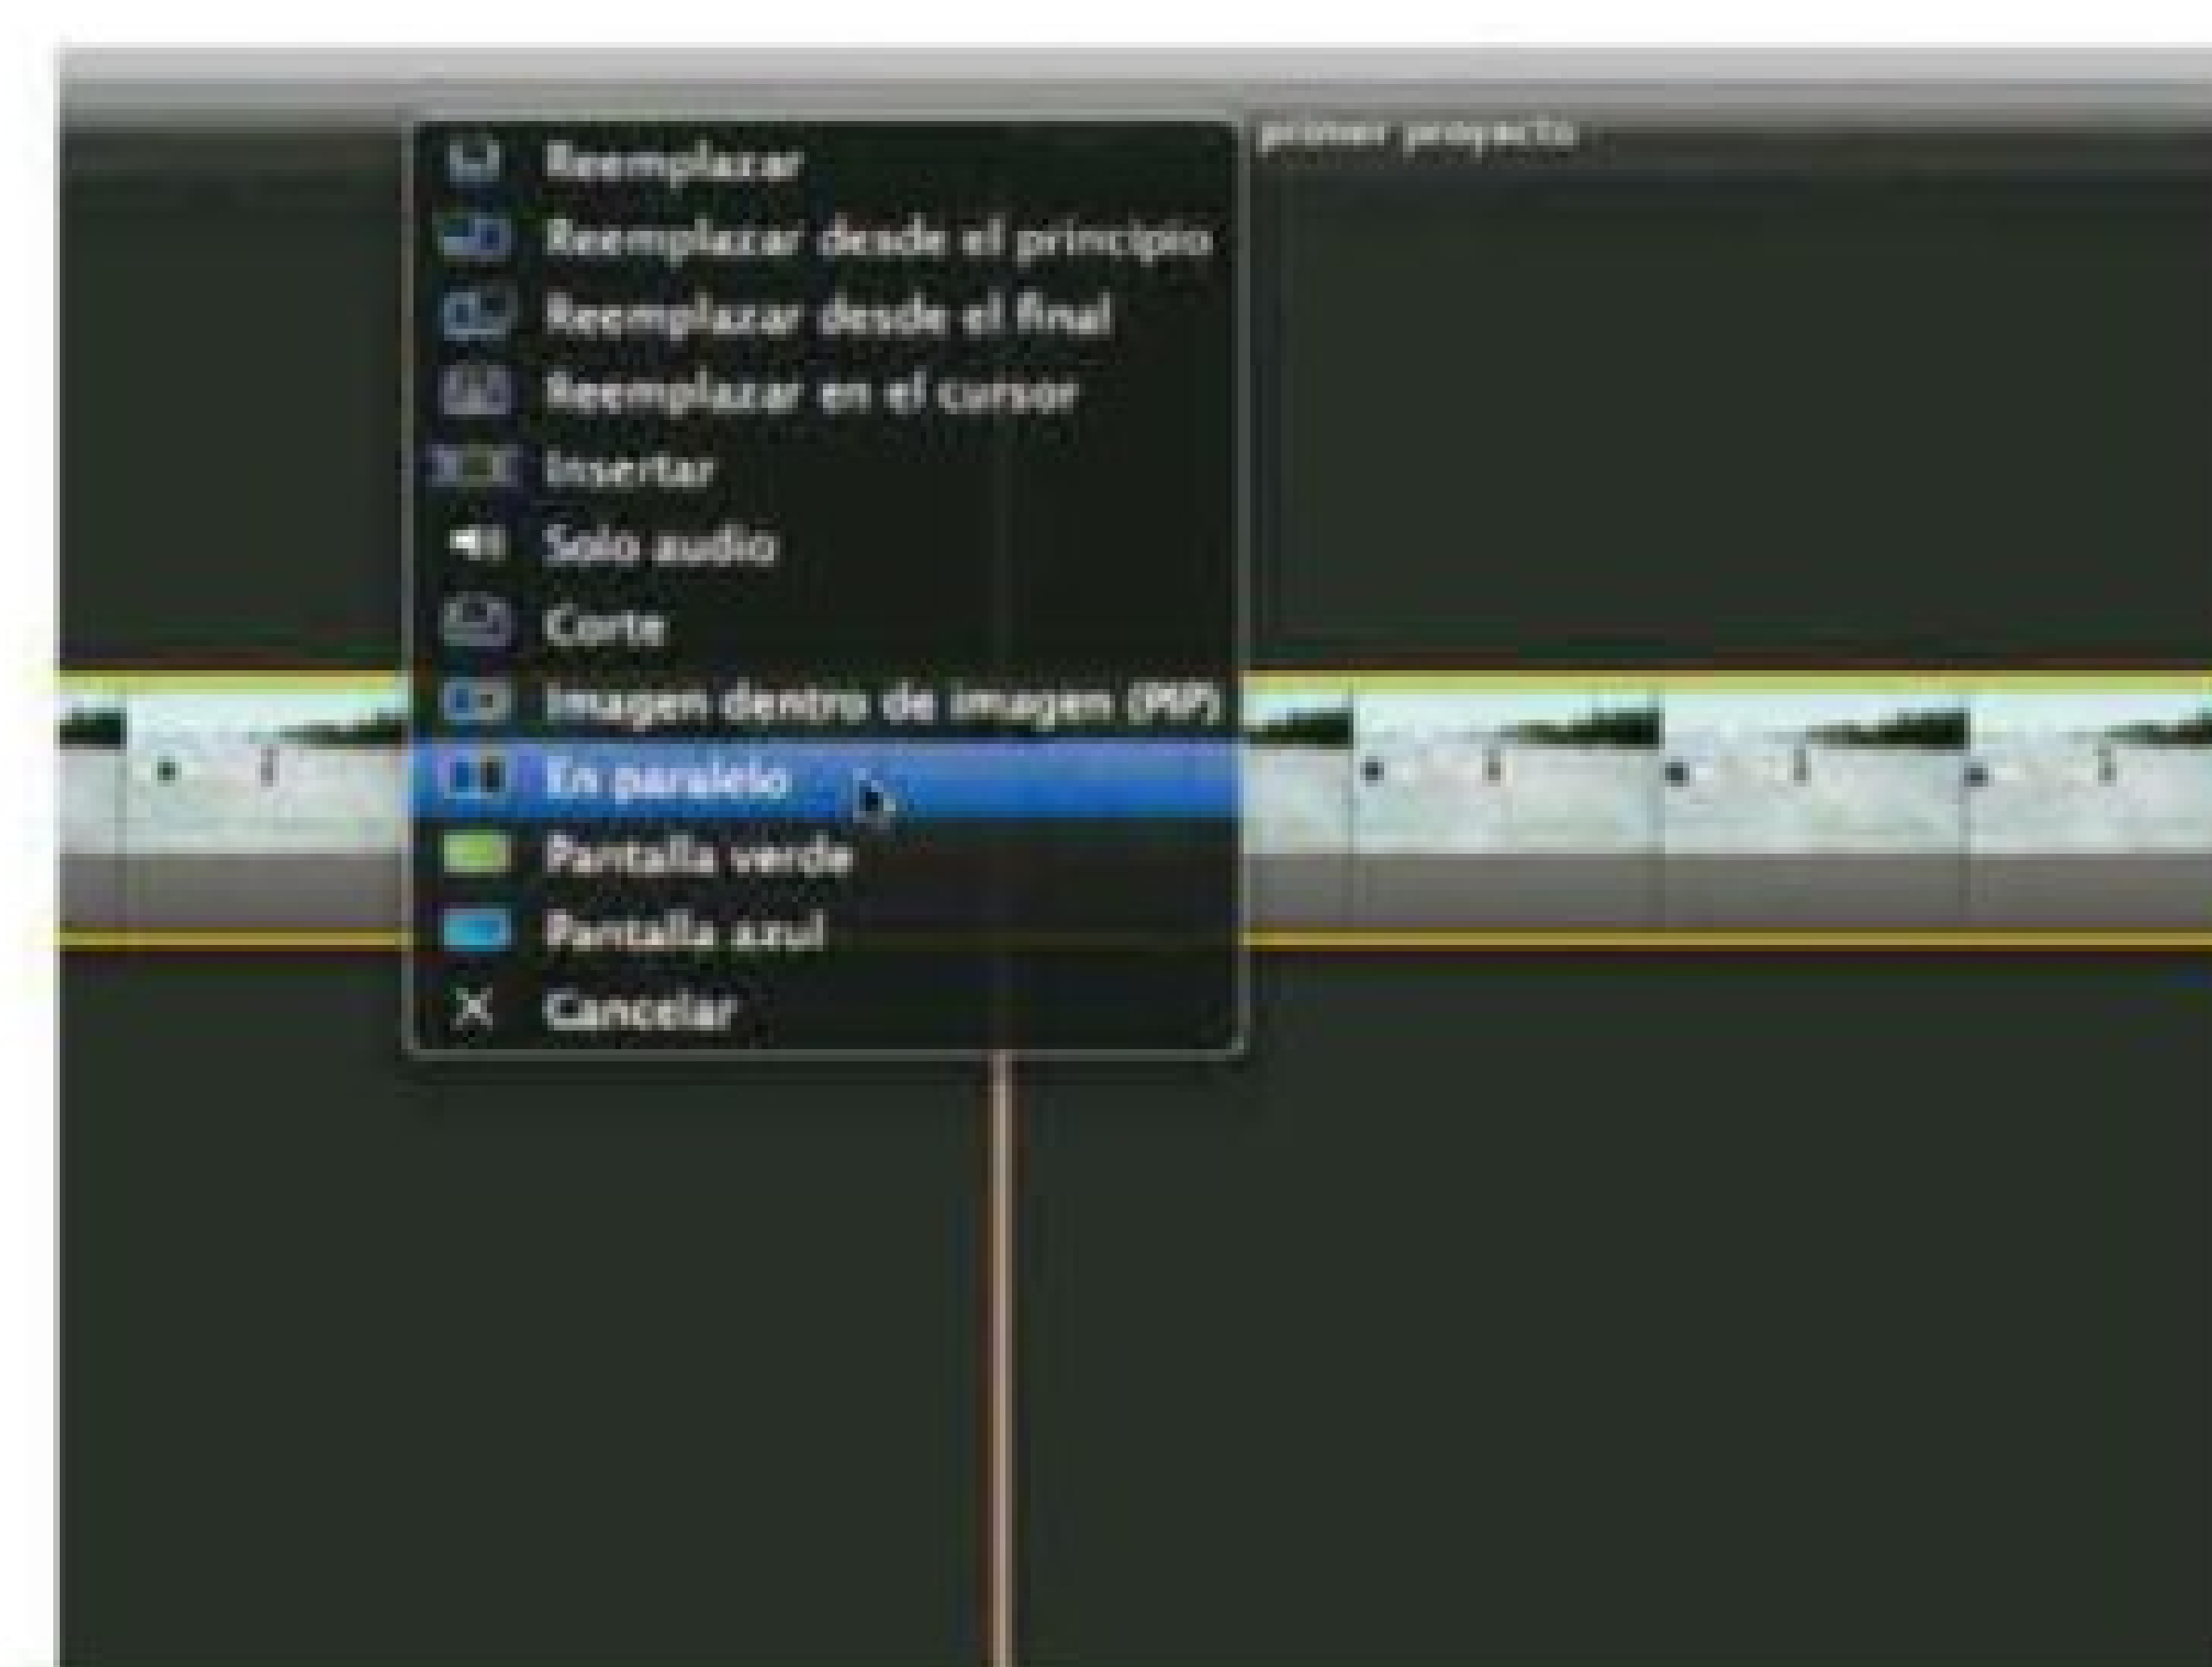 primer proyecto
Reemplazar
Reemplazar desde el principio
Reemplazar desde el final
Reemplazar en el cursor
Insertar
Solo audio
Corte
Imagen dentro de imagen (PIP)
En paralelo
Pantalla verde
Pantalla azul
Cancelar